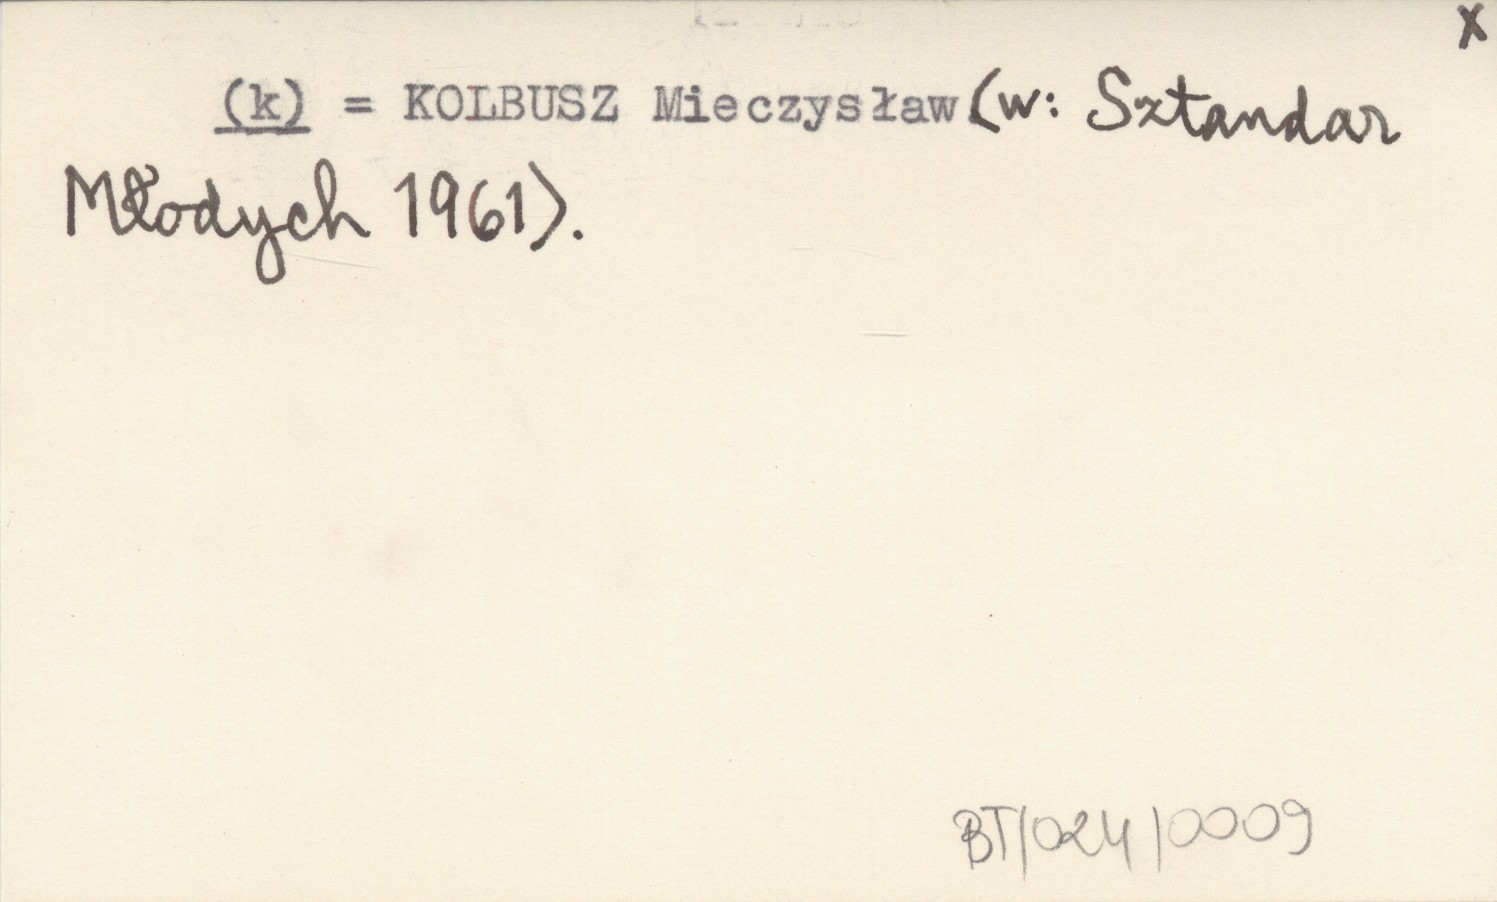 x
(k) = KOLBUSZ Mieczysław (w: Sztandar
Młodych 1961).
BT/024/0009